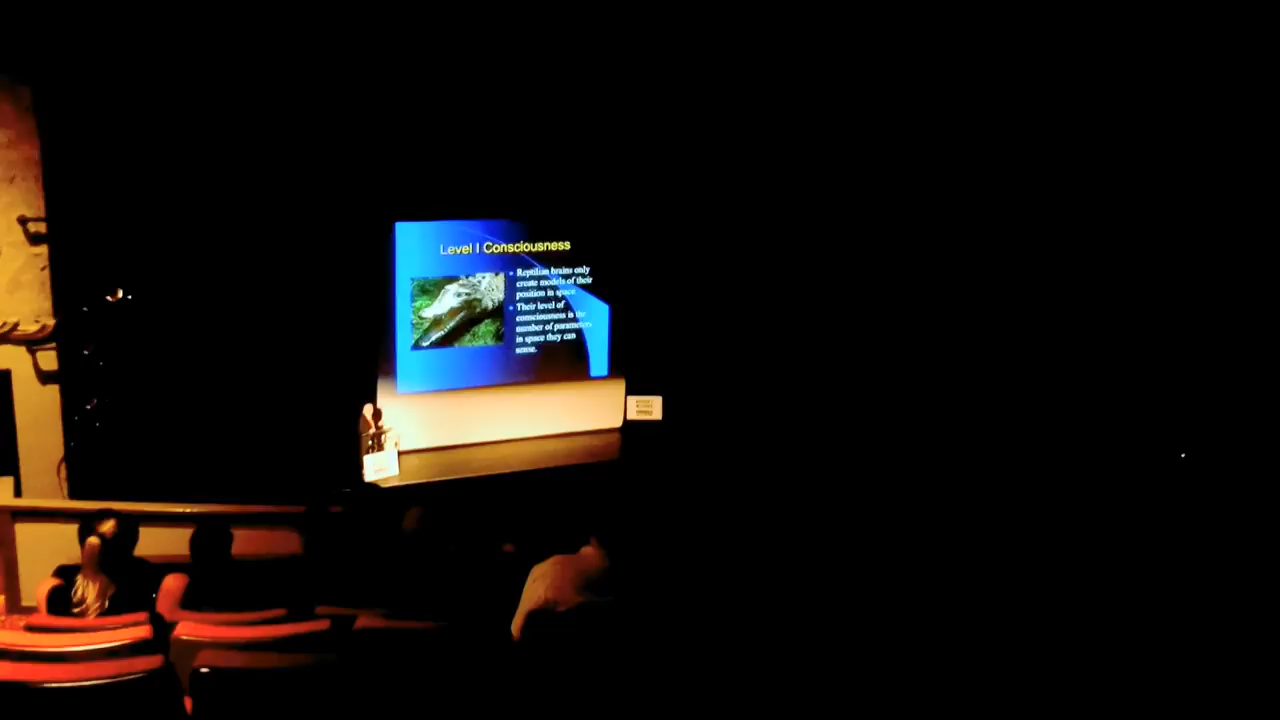 Level I Consciousness
Reptilian brains only
create models of their
position in space
Their level of
consciousness is the
number of parameters
in space they can
sense.